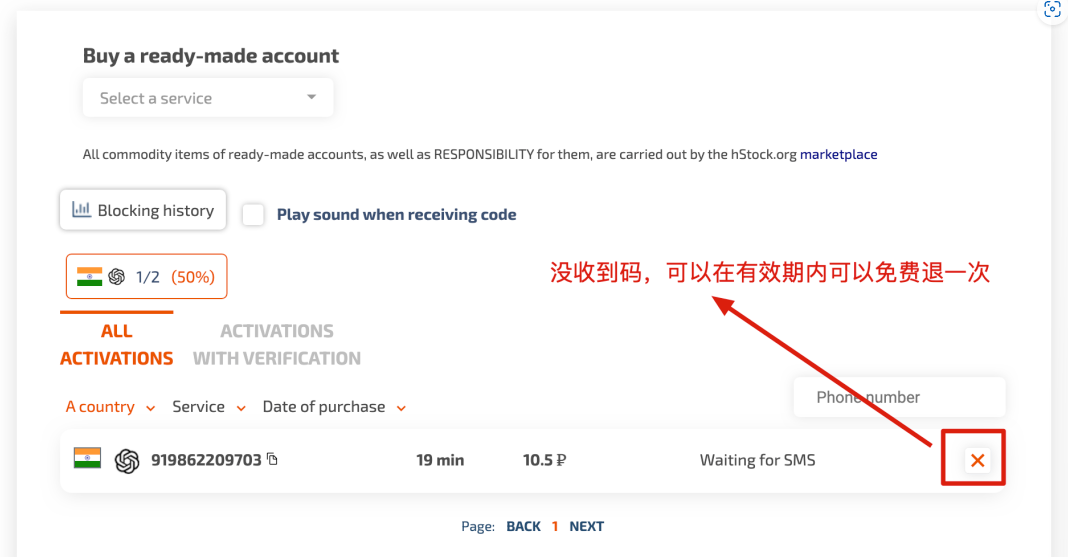 Buy a ready-made account
Select a service
All commodity items of ready-made accounts, as well as RESPONSIBILITY for them, are carried out by the hStock.org marketplace
Blocking history
Play sound when receiving code
1/2 (50%)
没收到码，可以在有效期内可以免费退一次
ALL ACTIVATIONS
ACTIVATIONS WITH VERIFICATION
A country Service Date of purchase
Phone number
919862209703 19 min 10.5 ₽ Waiting for SMS
Page: BACK 1 NEXT